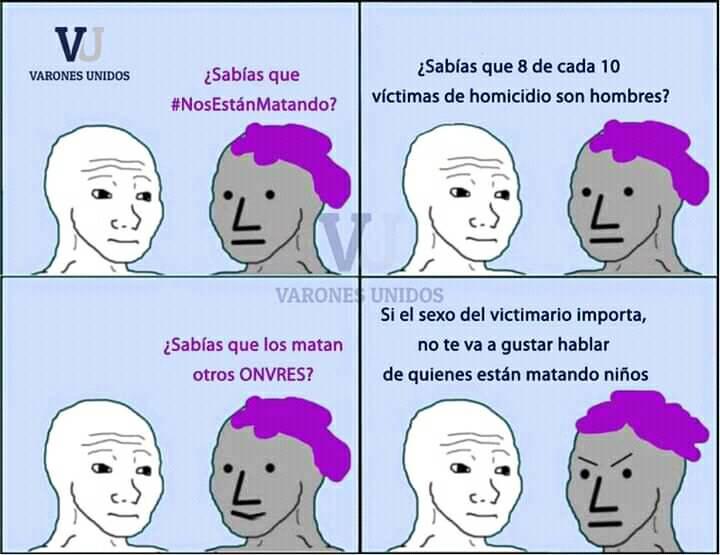 VU
VARONES UNIDOS
¿Sabías que
#NosEstánMatando?
¿Sabías que 8 de cada 10
víctimas de homicidio son hombres?
VU
VARONES UNIDOS
¿Sabías que los matan
otros ONVRES?
Si el sexo del victimario importa,
no te va a gustar hablar
de quienes están matando niños